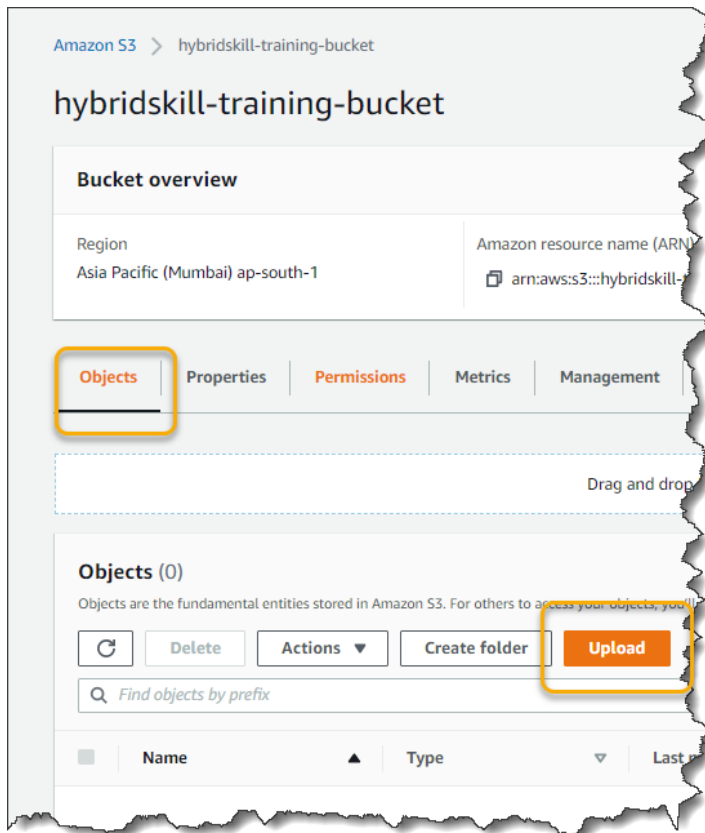 Amazon S3 > hybridskill-training-bucket
hybridskill-training-bucket
Bucket overview
Region
Amazon resource name (ARN)
Asia Pacific (Mumbai) ap-south-1
arn:aws:s3:::hybridskill-
Objects
Properties
Permissions
Metrics
Management
Drag and drop
Objects (0)
Objects are the fundamental entities stored in Amazon S3. For others to access your objects, you'll
Delete
Actions
Create folder
Upload
Find objects by prefix
Name
Type
Last